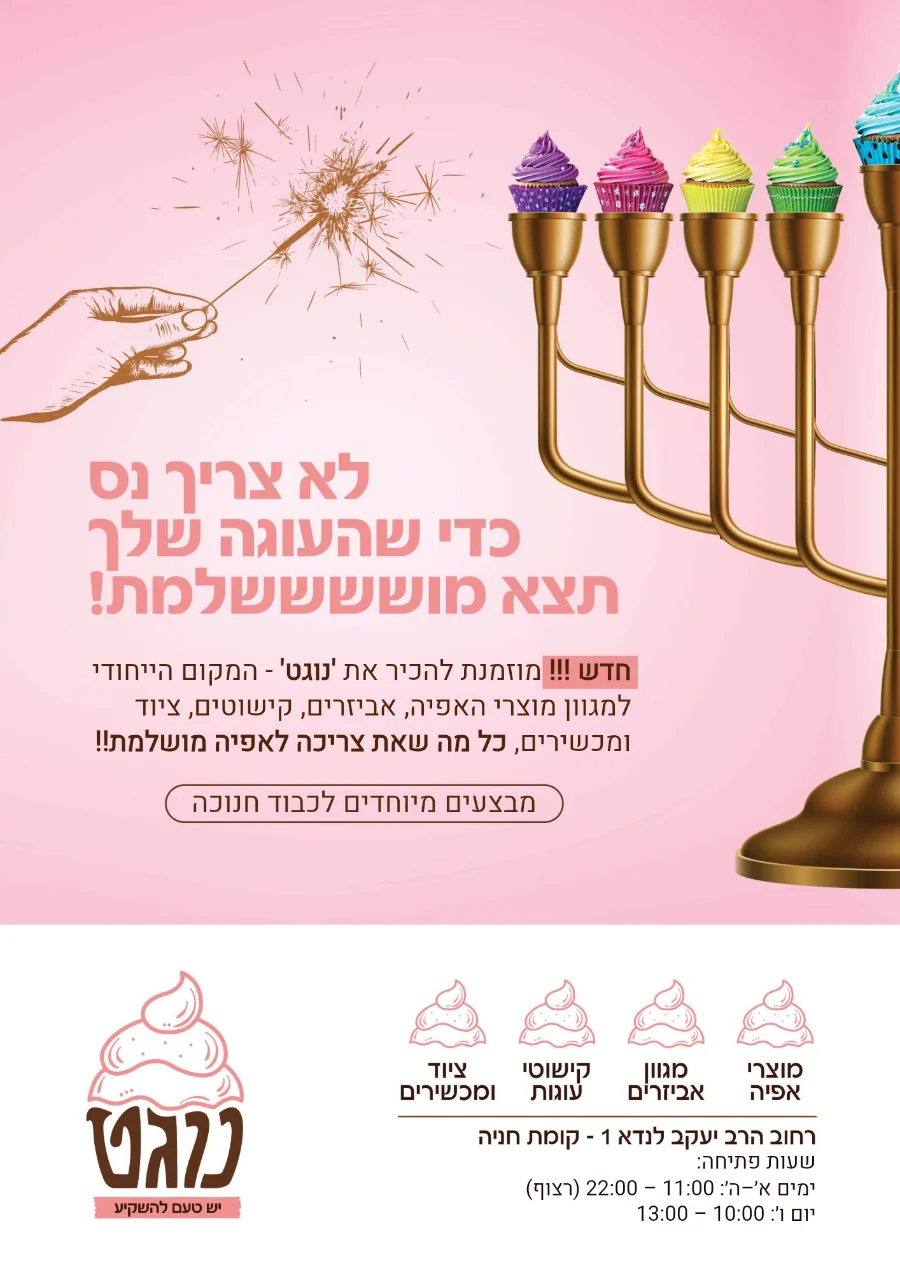 לא צריך נס
כדי שהעוגה שלך
תצא מושששששלמת!
חדש !!! מוזמנת להכיר את 'נוגט' - המקום הייחודי
למגוון מוצרי האפיה, אביזרים, קישוטים, ציוד
ומכשירים, כל מה שאת צריכה לאפיה מושלמת!!
מבצעים מיוחדים לכבוד חנוכה
מוצרי
אפיה
מגוון
אביזרים
קישוטי
עוגות
ציוד
ומכשירים
רחוב הרב יעקב לנדא 1 - קומת חניה
שעות פתיחה:
ימים א׳–ה׳: 11:00 – 22:00 (רצוף)
יום ו׳: 10:00 – 13:00
נוגט
יש טעם להשקיע